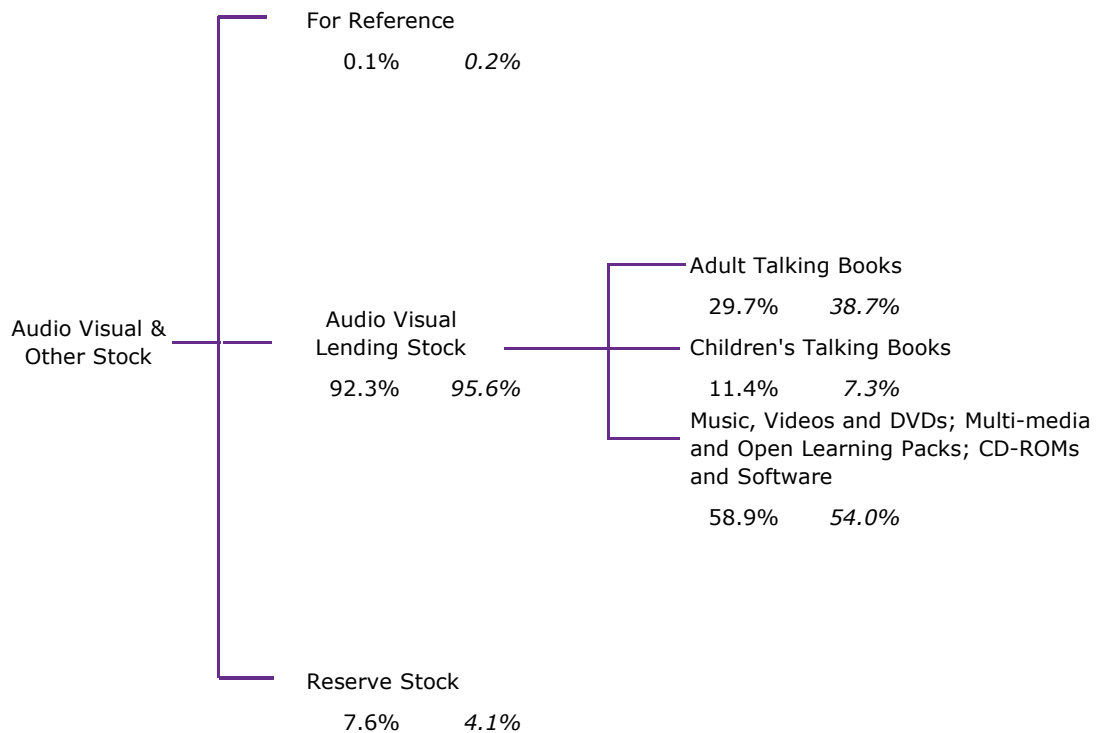 For Reference
0.1% 0.2%
Audio Visual &
Other Stock
Audio Visual
Lending Stock
92.3% 95.6%
Adult Talking Books
29.7% 38.7%
Children's Talking Books
11.4% 7.3%
Music, Videos and DVDs; Multi-media
and Open Learning Packs; CD-ROMs
and Software
58.9% 54.0%
Reserve Stock
7.6% 4.1%